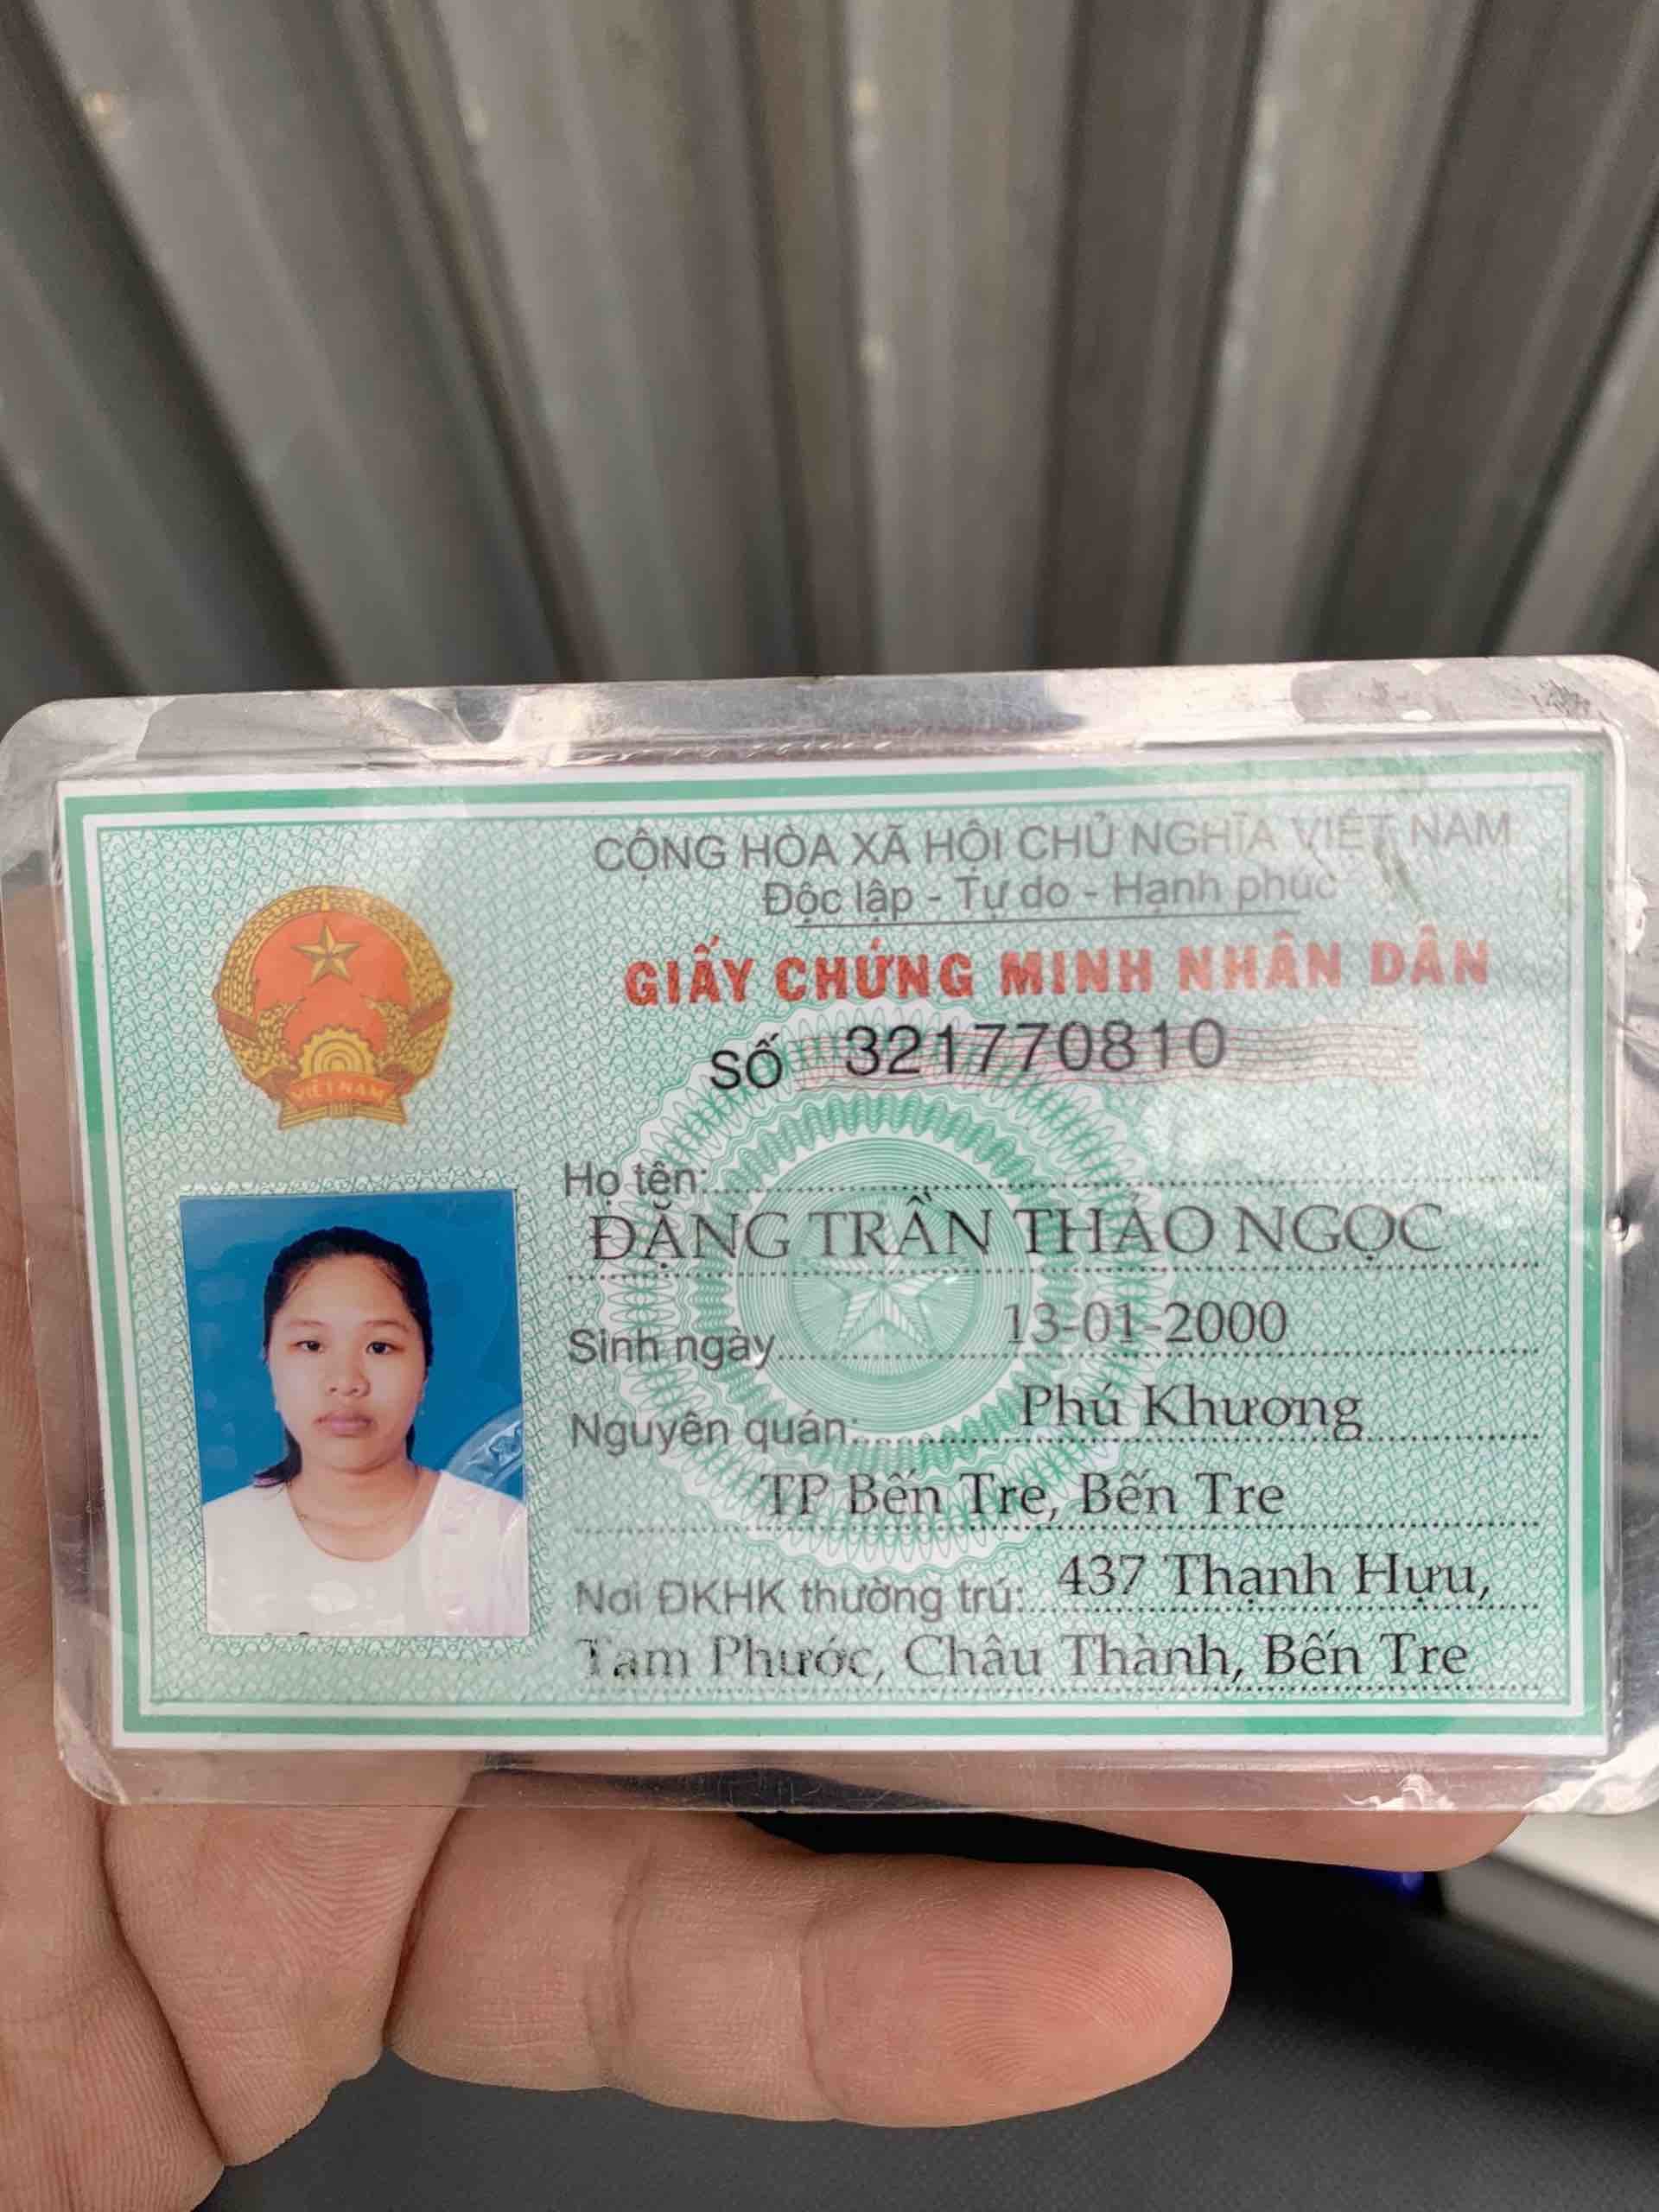 CỘNG HÒA XÃ HỘI CHỦ NGHĨA VIỆT NAM
Độc lập - Tự do - Hạnh phúc
GIẤY CHỨNG MINH NHÂN DÂN
SỐ 321770810
VIỆT NAM
Họ tên:
ĐẶNG TRẦN THẢO NGỌC
Sinh ngày 13-01-2000
Nguyên quán: Phú Khương
TP Bến Tre, Bến Tre
Nơi ĐKHK thường trú: 437 Thạnh Hựu,
Tam Phước, Châu Thành, Bến Tre